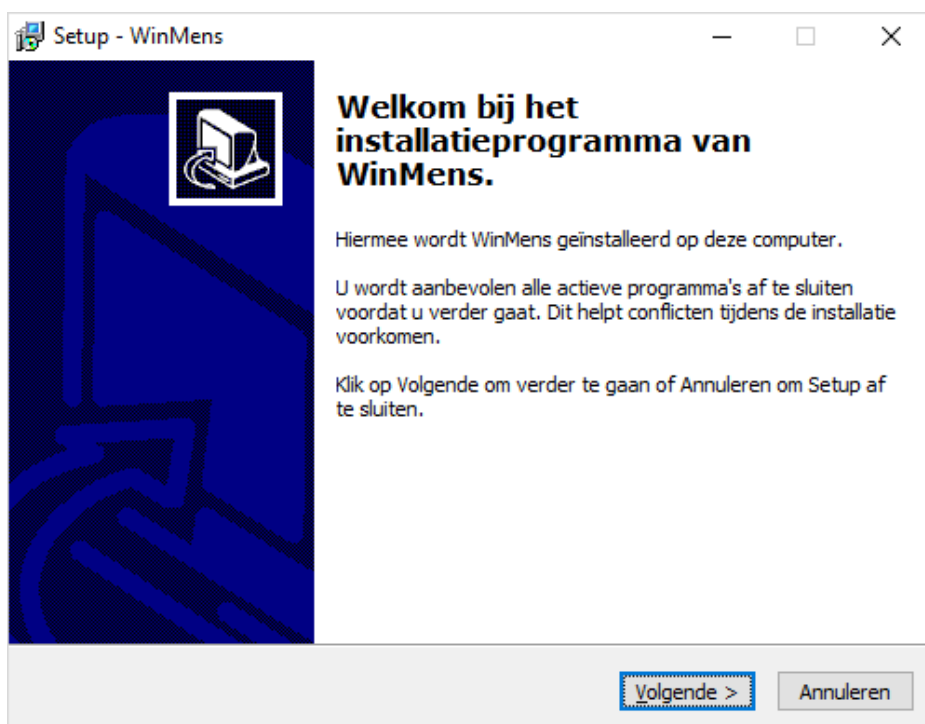 Setup - WinMens
Welkom bij het
installatieprogramma van
WinMens.
Hiermee wordt WinMens geïnstalleerd op deze computer.
U wordt aanbevolen alle actieve programma's af te sluiten
voordat u verder gaat. Dit helpt conflicten tijdens de installatie
voorkomen.
Klik op Volgende om verder te gaan of Annuleren om Setup af
te sluiten.
Volgende >
Annuleren